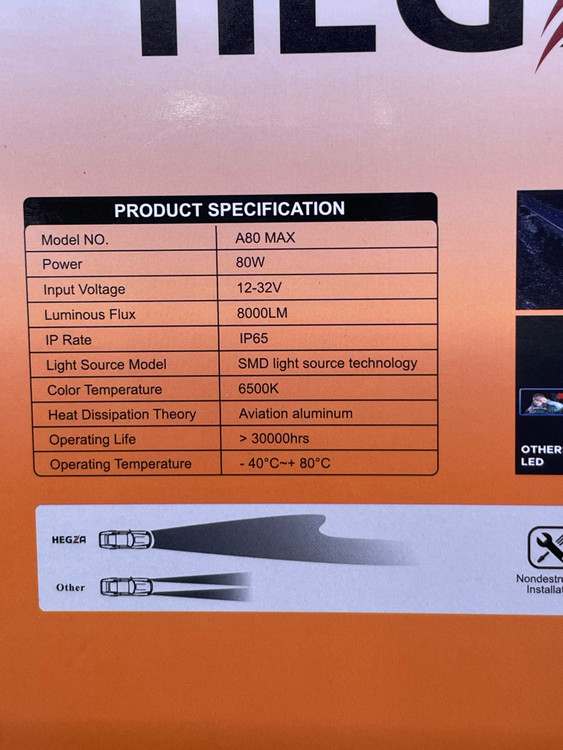 PRODUCT SPECIFICATION
Model NO. A80 MAX
Power 80W
Input Voltage 12-32V
Luminous Flux 8000LM
IP Rate IP65
Light Source Model SMD light source technology
Color Temperature 6500K
Heat Dissipation Theory Aviation aluminum
Operating Life > 30000hrs
Operating Temperature - 40°C~+ 80°C
OTHER
LED
HEGZA
Other